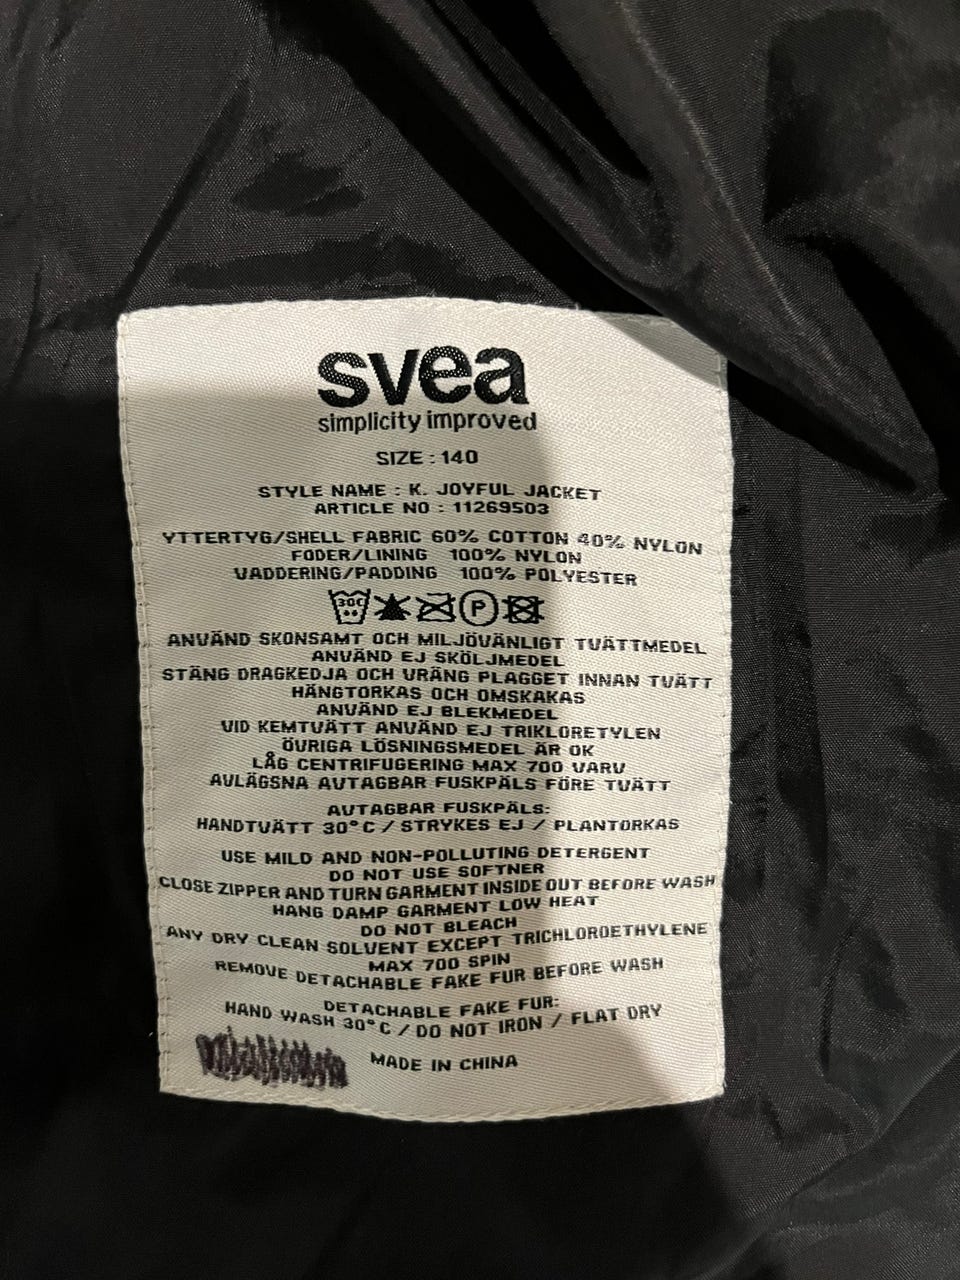 svea
simplicity improved
SIZE : 140
STYLE NAME : K. JOYFUL JACKET
ARTICLE NO : 11269503
YTTERTYG/SHELL FABRIC 60% COTTON 40% NYLON
FODER/LINING 100% NYLON
VADDERING/PADDING 100% POLYESTER
30C P
ANVÄND SKONSAMT OCH MILJÖVÄNLIGT TVÄTTMEDEL
ANVÄND EJ SKÖLJMEDEL
STÄNG DRAGKEDJA OCH VRÄNG PLAGGET INNAN TVÄTT
HÄNGTORKAS OCH OMSKAKAS
ANVÄND EJ BLEKMEDEL
VID KEMTVÄTT ANVÄND EJ TRIKLORETYLEN
ÖVRIGA LÖSNINGSMEDEL ÄR OK
LÅG CENTRIFUGERING MAX 700 VARV
AVLÄGSNA AVTAGBAR FUSKPÄLS FÖRE TVÄTT
AVTAGBAR FUSKPÄLS:
HANDTVÄTT 30°C / STRYKES EJ / PLANTORKAS
USE MILD AND NON-POLLUTING DETERGENT
DO NOT USE SOFTNER
CLOSE ZIPPER AND TURN GARMENT INSIDE OUT BEFORE WASH
HANG DAMP GARMENT LOW HEAT
DO NOT BLEACH
ANY DRY CLEAN SOLVENT EXCEPT TRICHLOROETHYLENE
MAX 700 SPIN
REMOVE DETACHABLE FAKE FUR BEFORE WASH
DETACHABLE FAKE FUR:
HAND WASH 30°C / DO NOT IRON / FLAT DRY
MADE IN CHINA